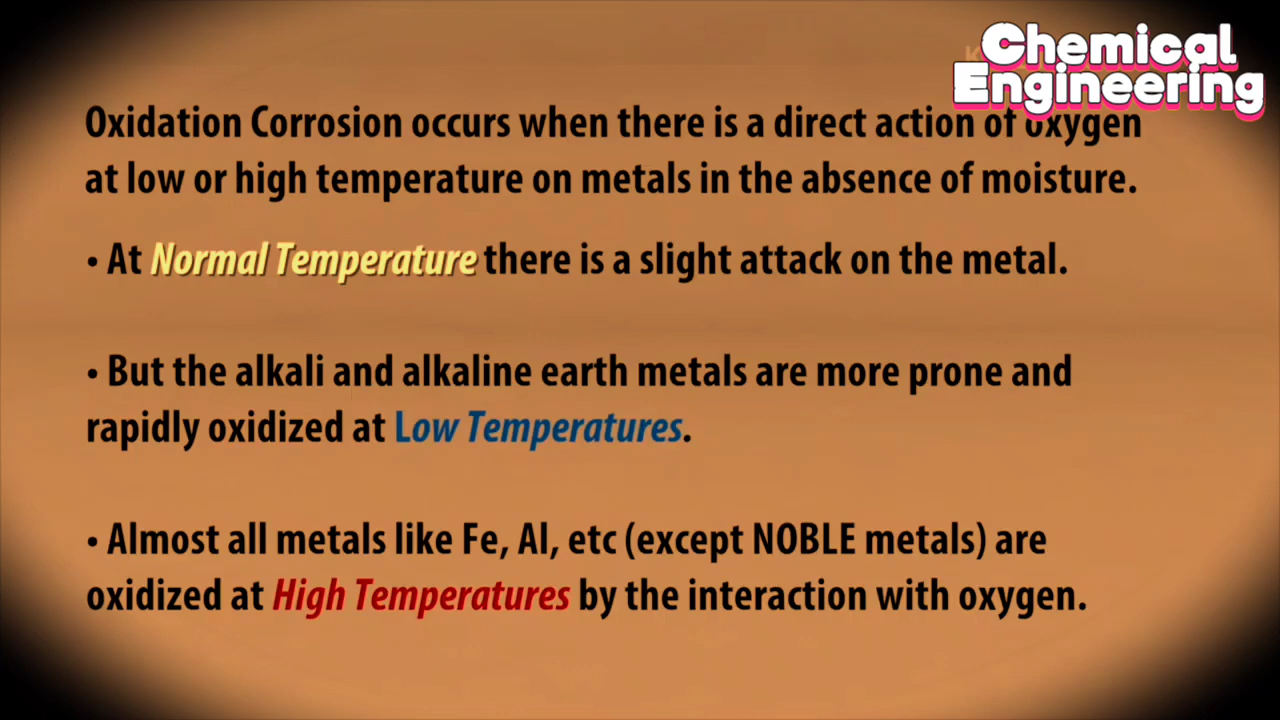 Chemical
Engineering
Oxidation Corrosion occurs when there is a direct action of oxygen
at low or high temperature on metals in the absence of moisture.
• At Normal Temperature there is a slight attack on the metal.
• But the alkali and alkaline earth metals are more prone and
rapidly oxidized at Low Temperatures.
• Almost all metals like Fe, Al, etc (except NOBLE metals) are
oxidized at High Temperatures by the interaction with oxygen.